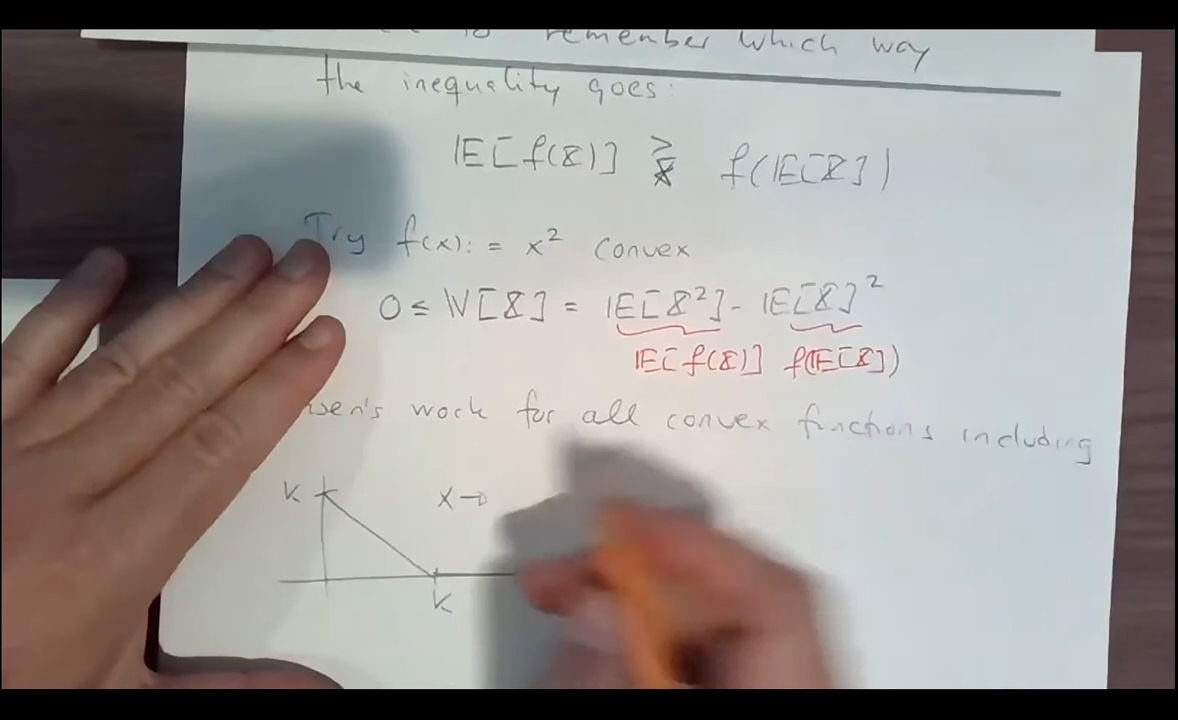 remember which way
the inequality goes:
𝔼[f(X)] ≥ f(𝔼[X])
Try f(x) := x² convex
0 ≤ 𝕍[X] = 𝔼[X²] - 𝔼[X]²
𝔼[f(X)] f(𝔼[X])
work for all convex functions including
K x →
K